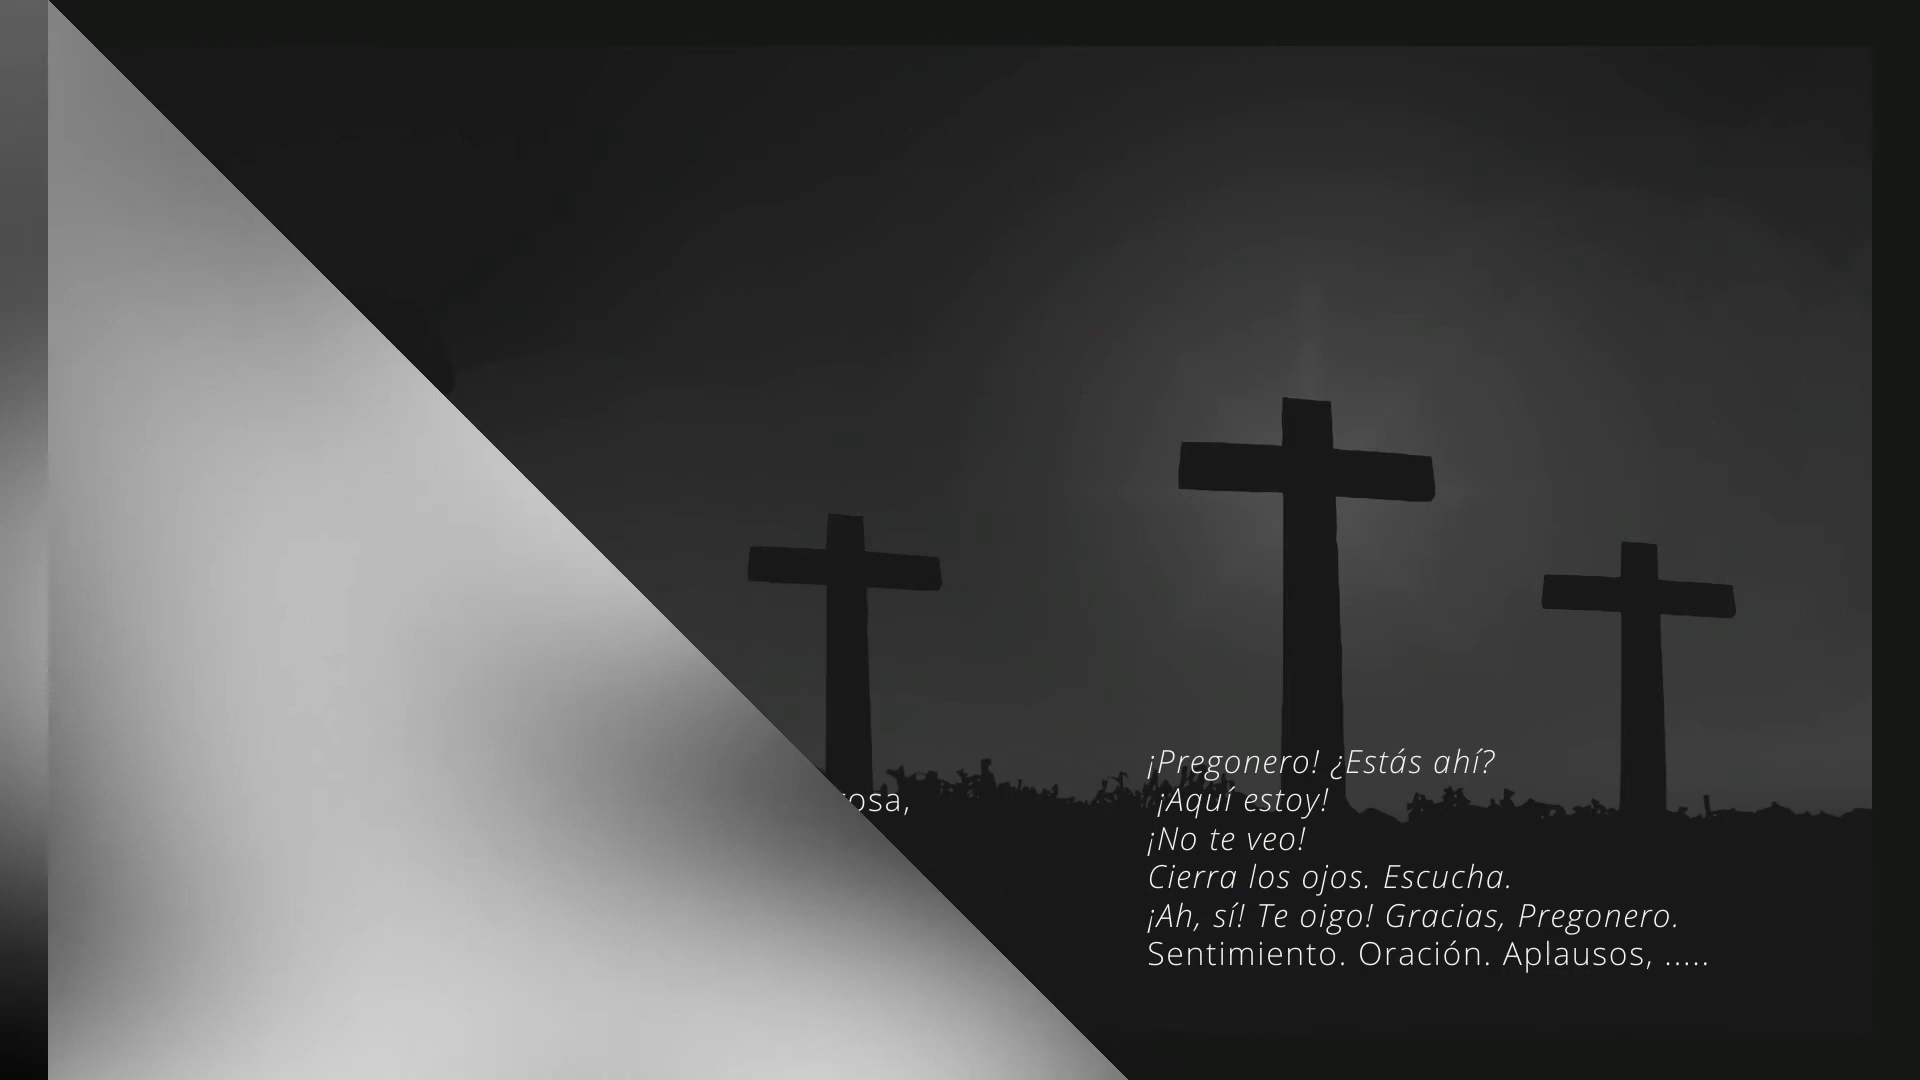 ¡Pregonero! ¿Estás ahí?
¡Aquí estoy!
¡No te veo!
Cierra los ojos. Escucha.
¡Ah, sí! Te oigo! Gracias, Pregonero.
Sentimiento. Oración. Aplausos, .....